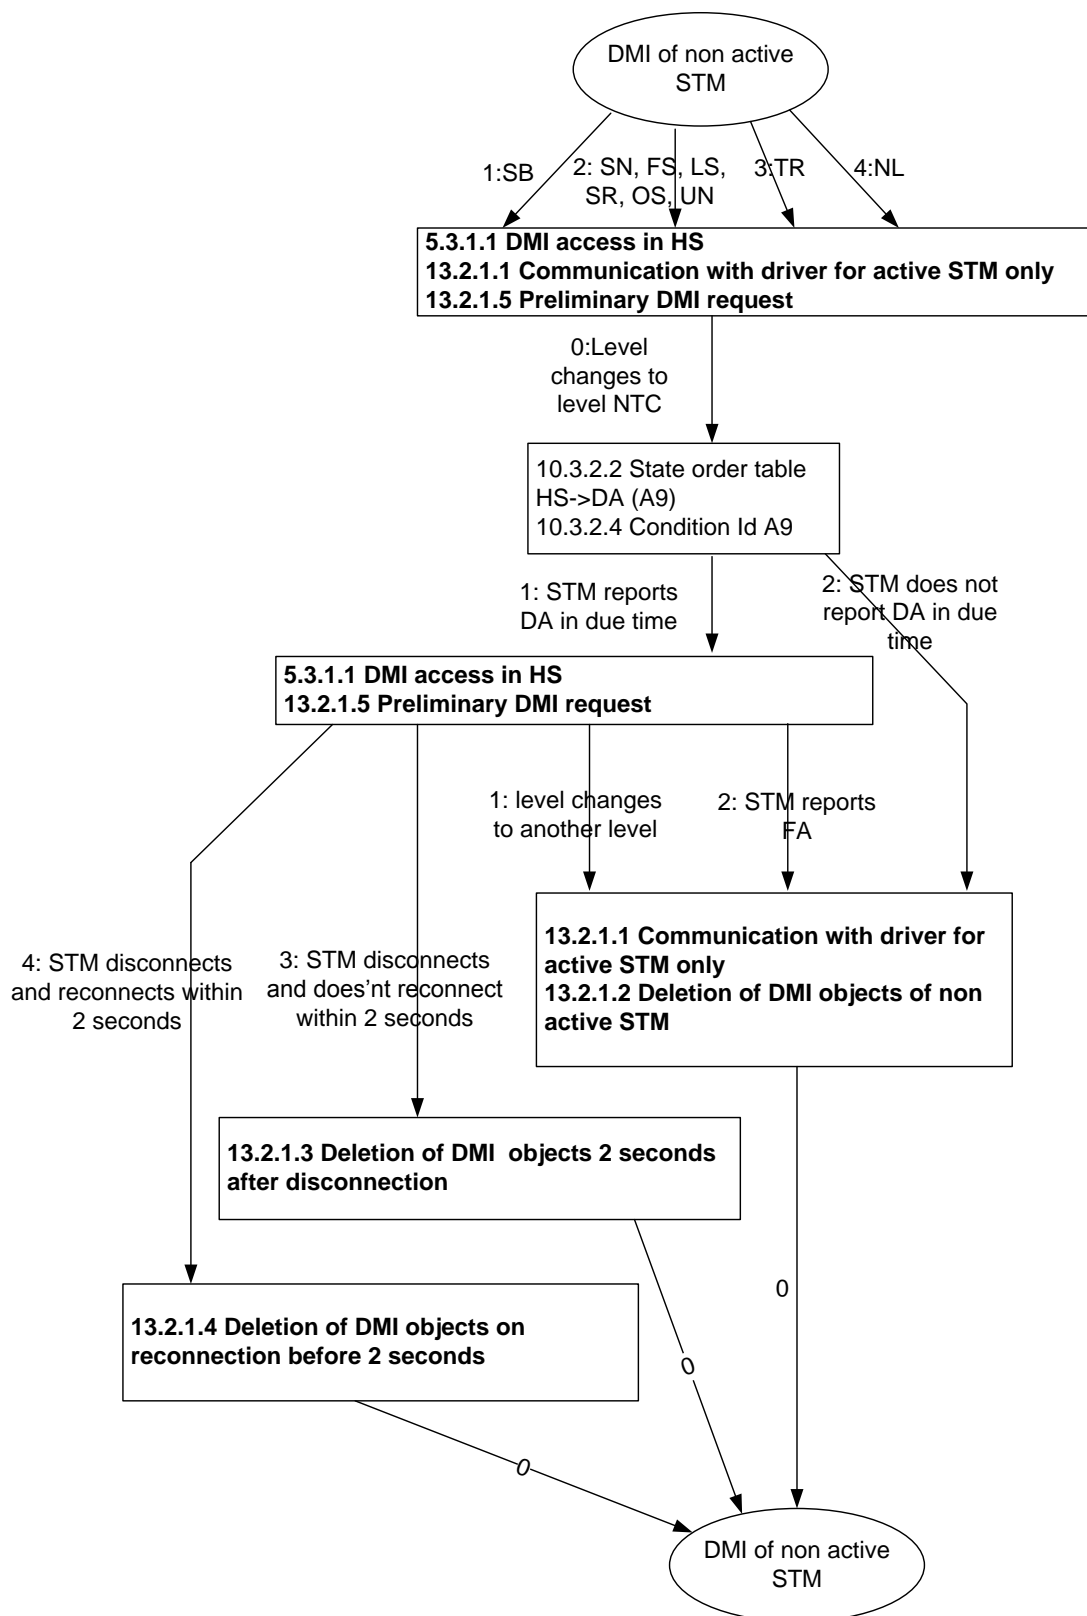 DMI of non active
STM
1:SB
2: SN, FS, LS,
SR, OS, UN
3:TR
4:NL
5.3.1.1 DMI access in HS
13.2.1.1 Communication with driver for active STM only
13.2.1.5 Preliminary DMI request
0:Level
changes to
level NTC
10.3.2.2 State order table
HS->DA (A9)
10.3.2.4 Condition Id A9
1: STM reports
DA in due time
2: STM does not
report DA in due
time
5.3.1.1 DMI access in HS
13.2.1.5 Preliminary DMI request
1: level changes
to another level
2: STM reports
FA
4: STM disconnects
and reconnects within
2 seconds
3: STM disconnects
and does'nt reconnect
within 2 seconds
13.2.1.1 Communication with driver for
active STM only
13.2.1.2 Deletion of DMI objects of non
active STM
13.2.1.3 Deletion of DMI  objects 2 seconds
after disconnection
13.2.1.4 Deletion of DMI objects on
reconnection before 2 seconds
0
0
0
DMI of non active
STM